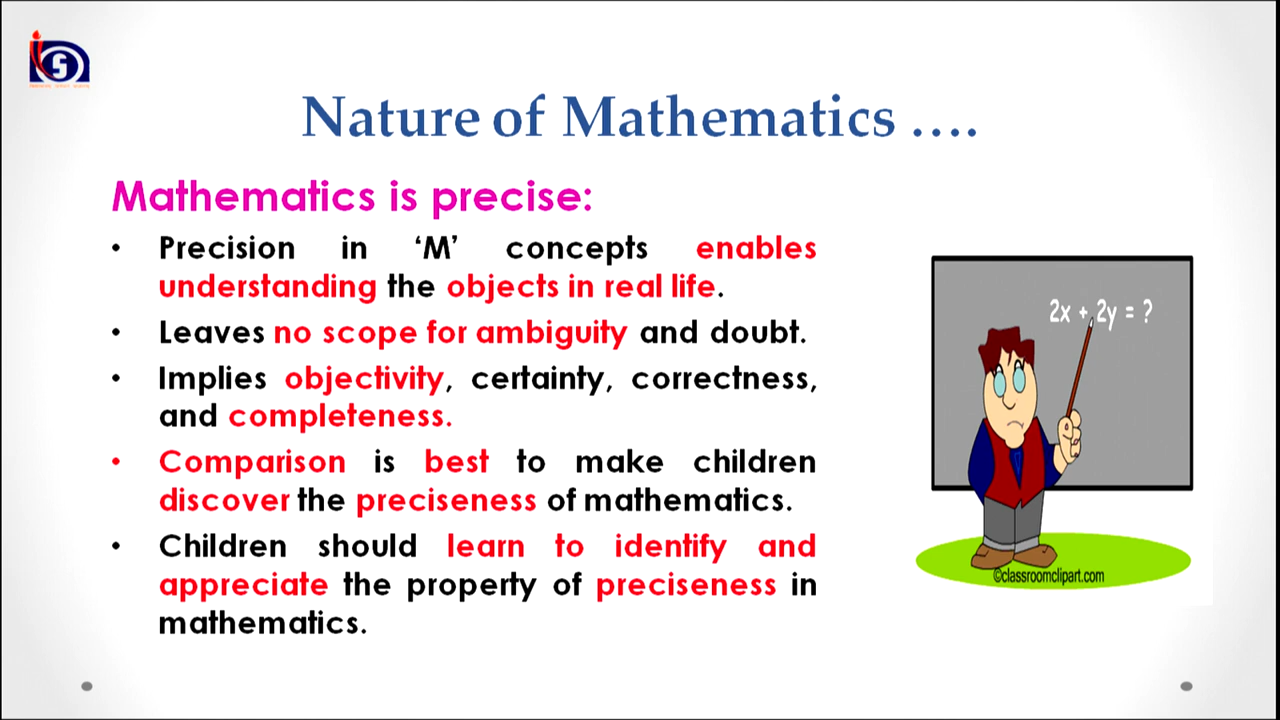 Nature of Mathematics ....
Mathematics is precise:
• Precision in ‘M’ concepts enables
understanding the objects in real life.
• Leaves no scope for ambiguity and doubt.
• Implies objectivity, certainty, correctness,
and completeness.
• Comparison is best to make children
discover the preciseness of mathematics.
• Children should learn to identify and
appreciate the property of preciseness in
mathematics.
2x + 2y = ?
©classroomclipart.com